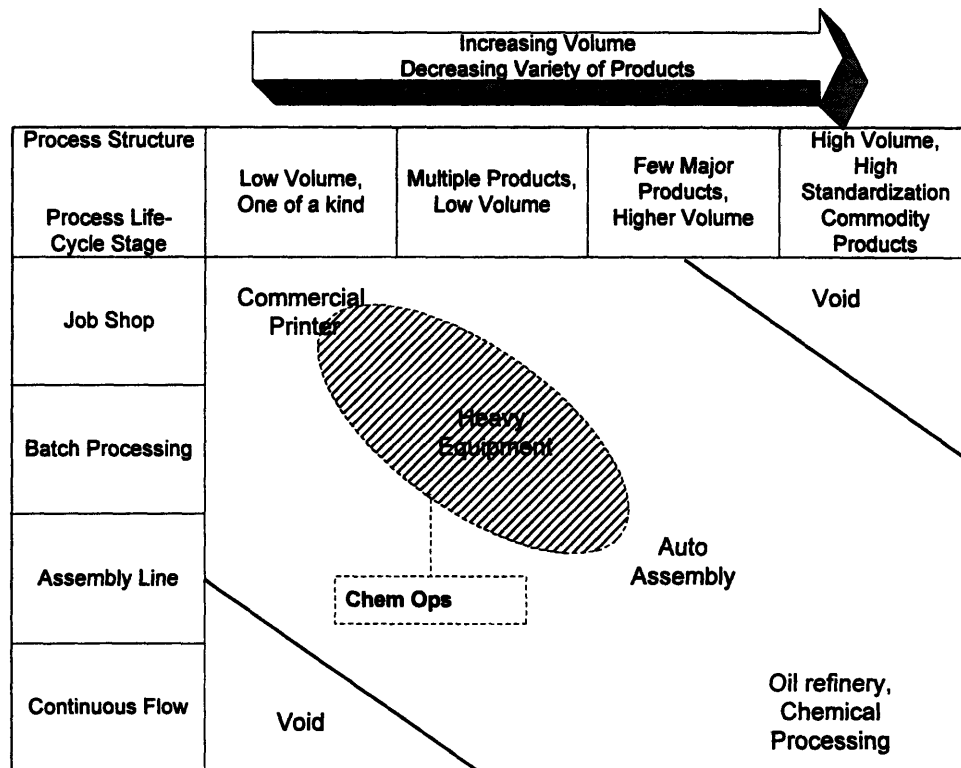 Increasing Volume
Decreasing Variety of Products
Process Structure
Process Life-
Cycle Stage
Low Volume,
One of a kind
Multiple Products,
Low Volume
Few Major
Products,
Higher Volume
High Volume,
High
Standardization
Commodity
Products
Job Shop
Commercial
Printer
Void
Batch Processing
Heavy
Equipment
Assembly Line
Chem Ops
Auto
Assembly
Continuous Flow
Void
Oil refinery,
Chemical
Processing